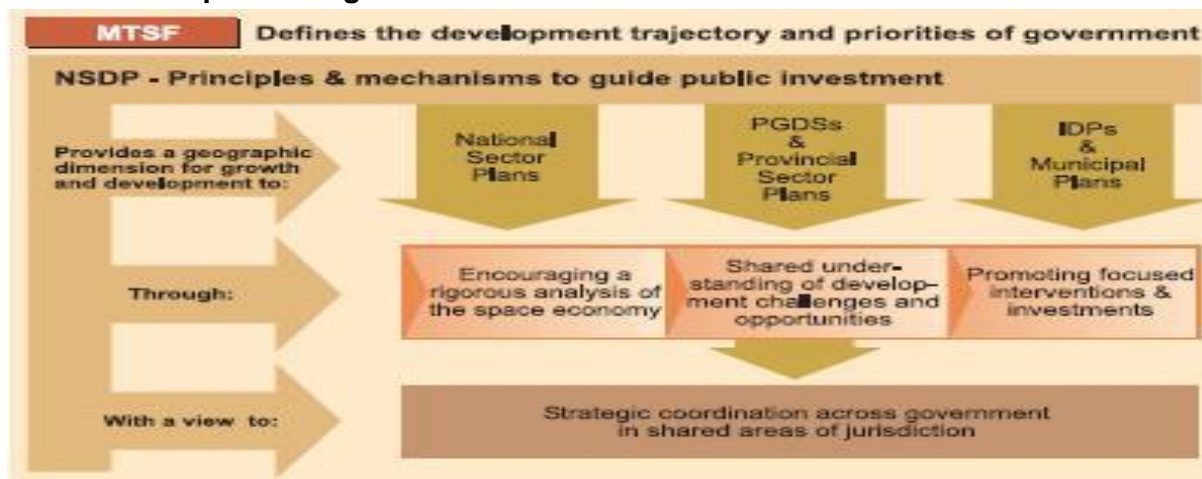 MTSF Defines the development trajectory and priorities of government
NSDP - Principles & mechanisms to guide public investment
Provides a geographic
dimension for growth
and development to:
National
Sector
Plans
PGDSs
&
Provincial
Sector
Plans
IDPs
&
Municipal
Plans
Through:
Encouraging a
rigorous analysis of
the space economy
Shared under-
standing of develop-
ment challenges and
opportunities
Promoting focused
interventions &
investments
With a view to:
Strategic coordination across government
in shared areas of jurisdiction